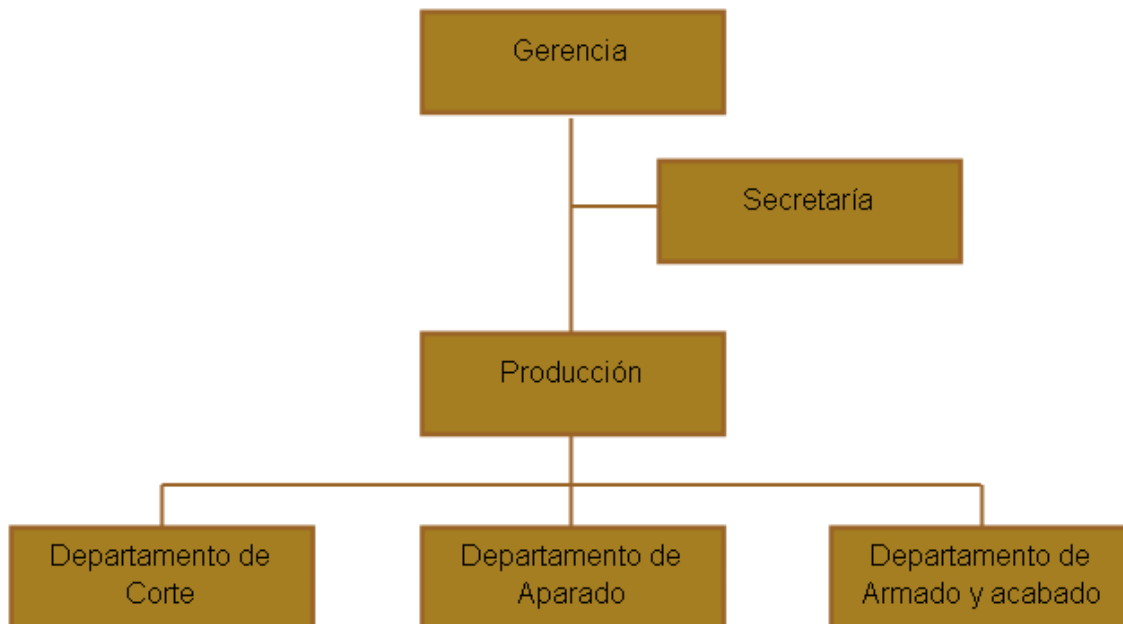 Gerencia
Secretaría
Producción
Departamento de
Corte
Departamento de
Aparado
Departamento de
Armado y acabado